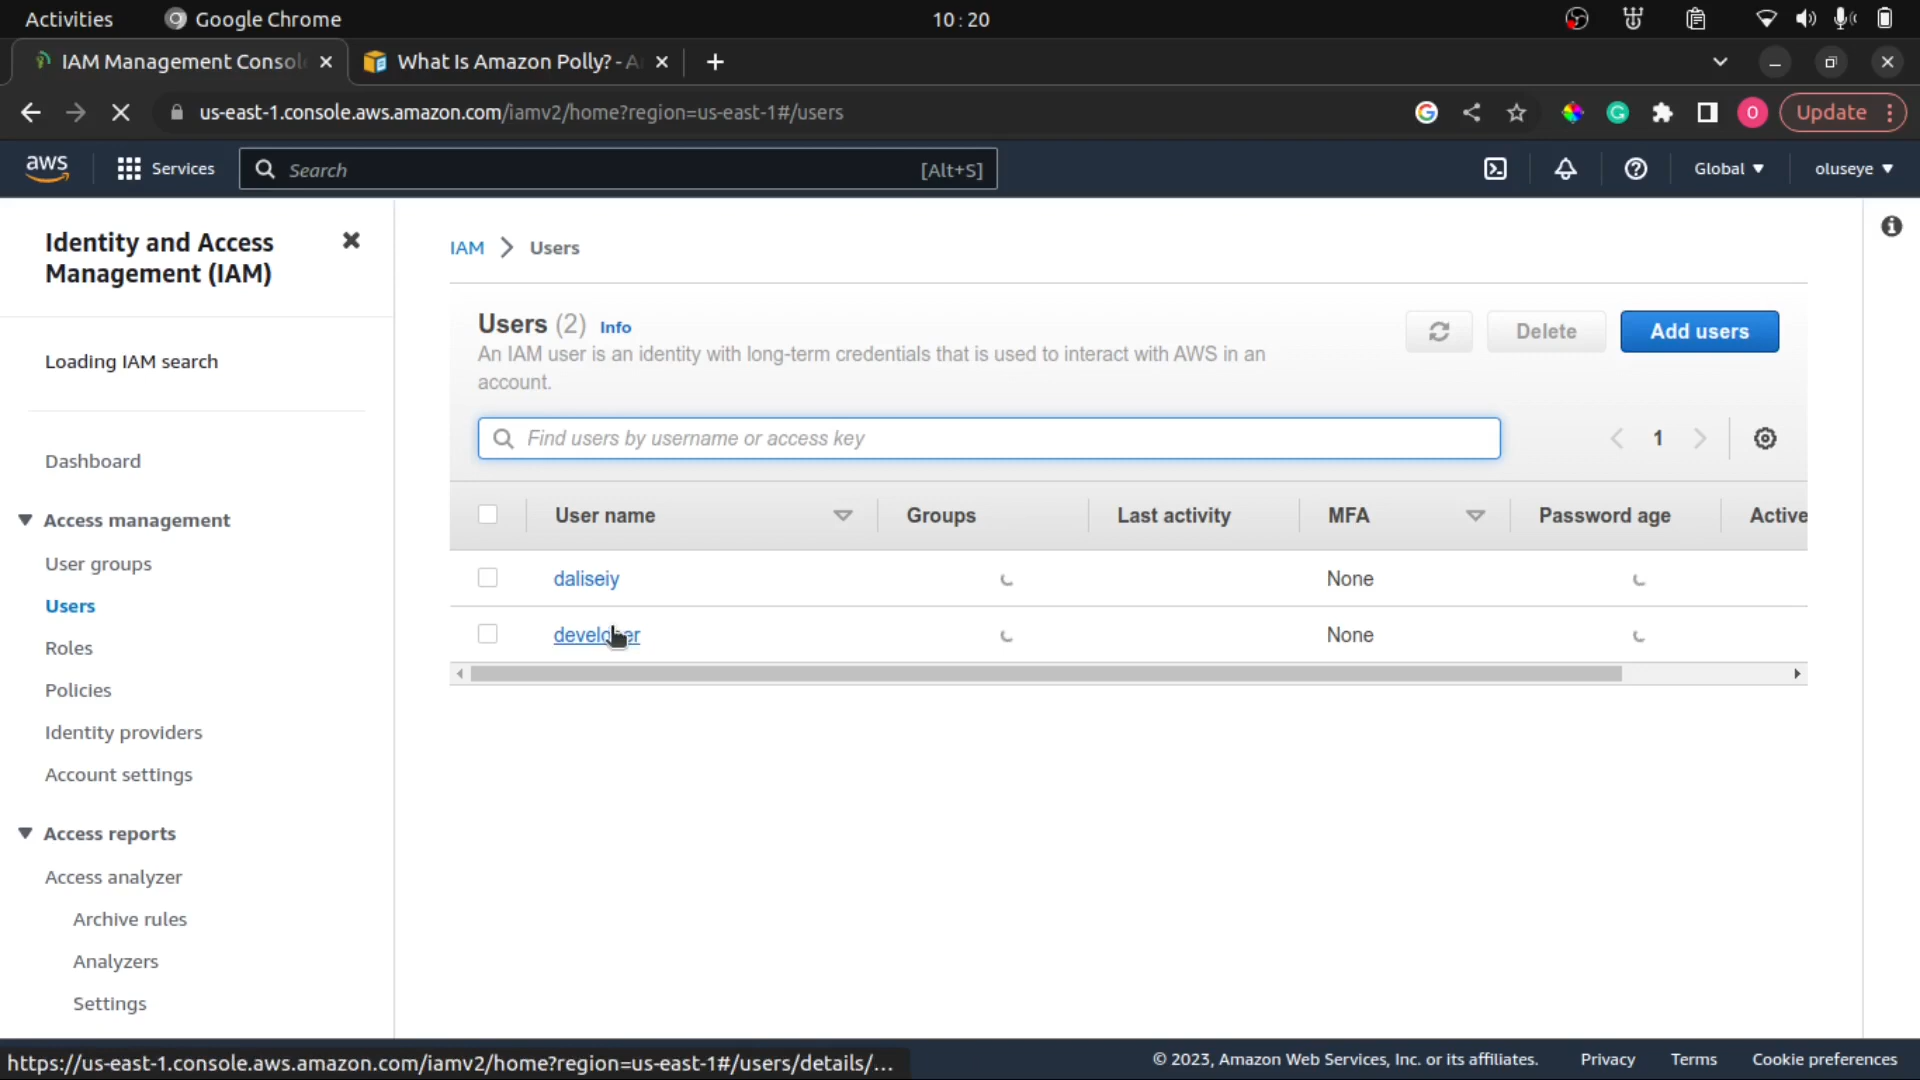 Activities
Google Chrome
10:20
IAM Management Consol
What Is Amazon Polly? - A
us-east-1.console.aws.amazon.com/iamv2/home?region=us-east-1#/users
O
Update
aws
Services
Search
[Alt+S]
Global
oluseye
Identity and Access
Management (IAM)
Loading IAM search
Dashboard
Access management
User groups
Users
Roles
Policies
Identity providers
Account settings
Access reports
Access analyzer
Archive rules
Analyzers
Settings
IAM > Users
Users (2) Info
An IAM user is an identity with long-term credentials that is used to interact with AWS in an
account.
Delete
Add users
Find users by username or access key
1
User name
Groups
Last activity
MFA
Password age
Active
daliseiy
None
developer
None
https://us-east-1.console.aws.amazon.com/iamv2/home?region=us-east-1#/users/details/...
© 2023, Amazon Web Services, Inc. or its affiliates.
Privacy
Terms
Cookie preferences